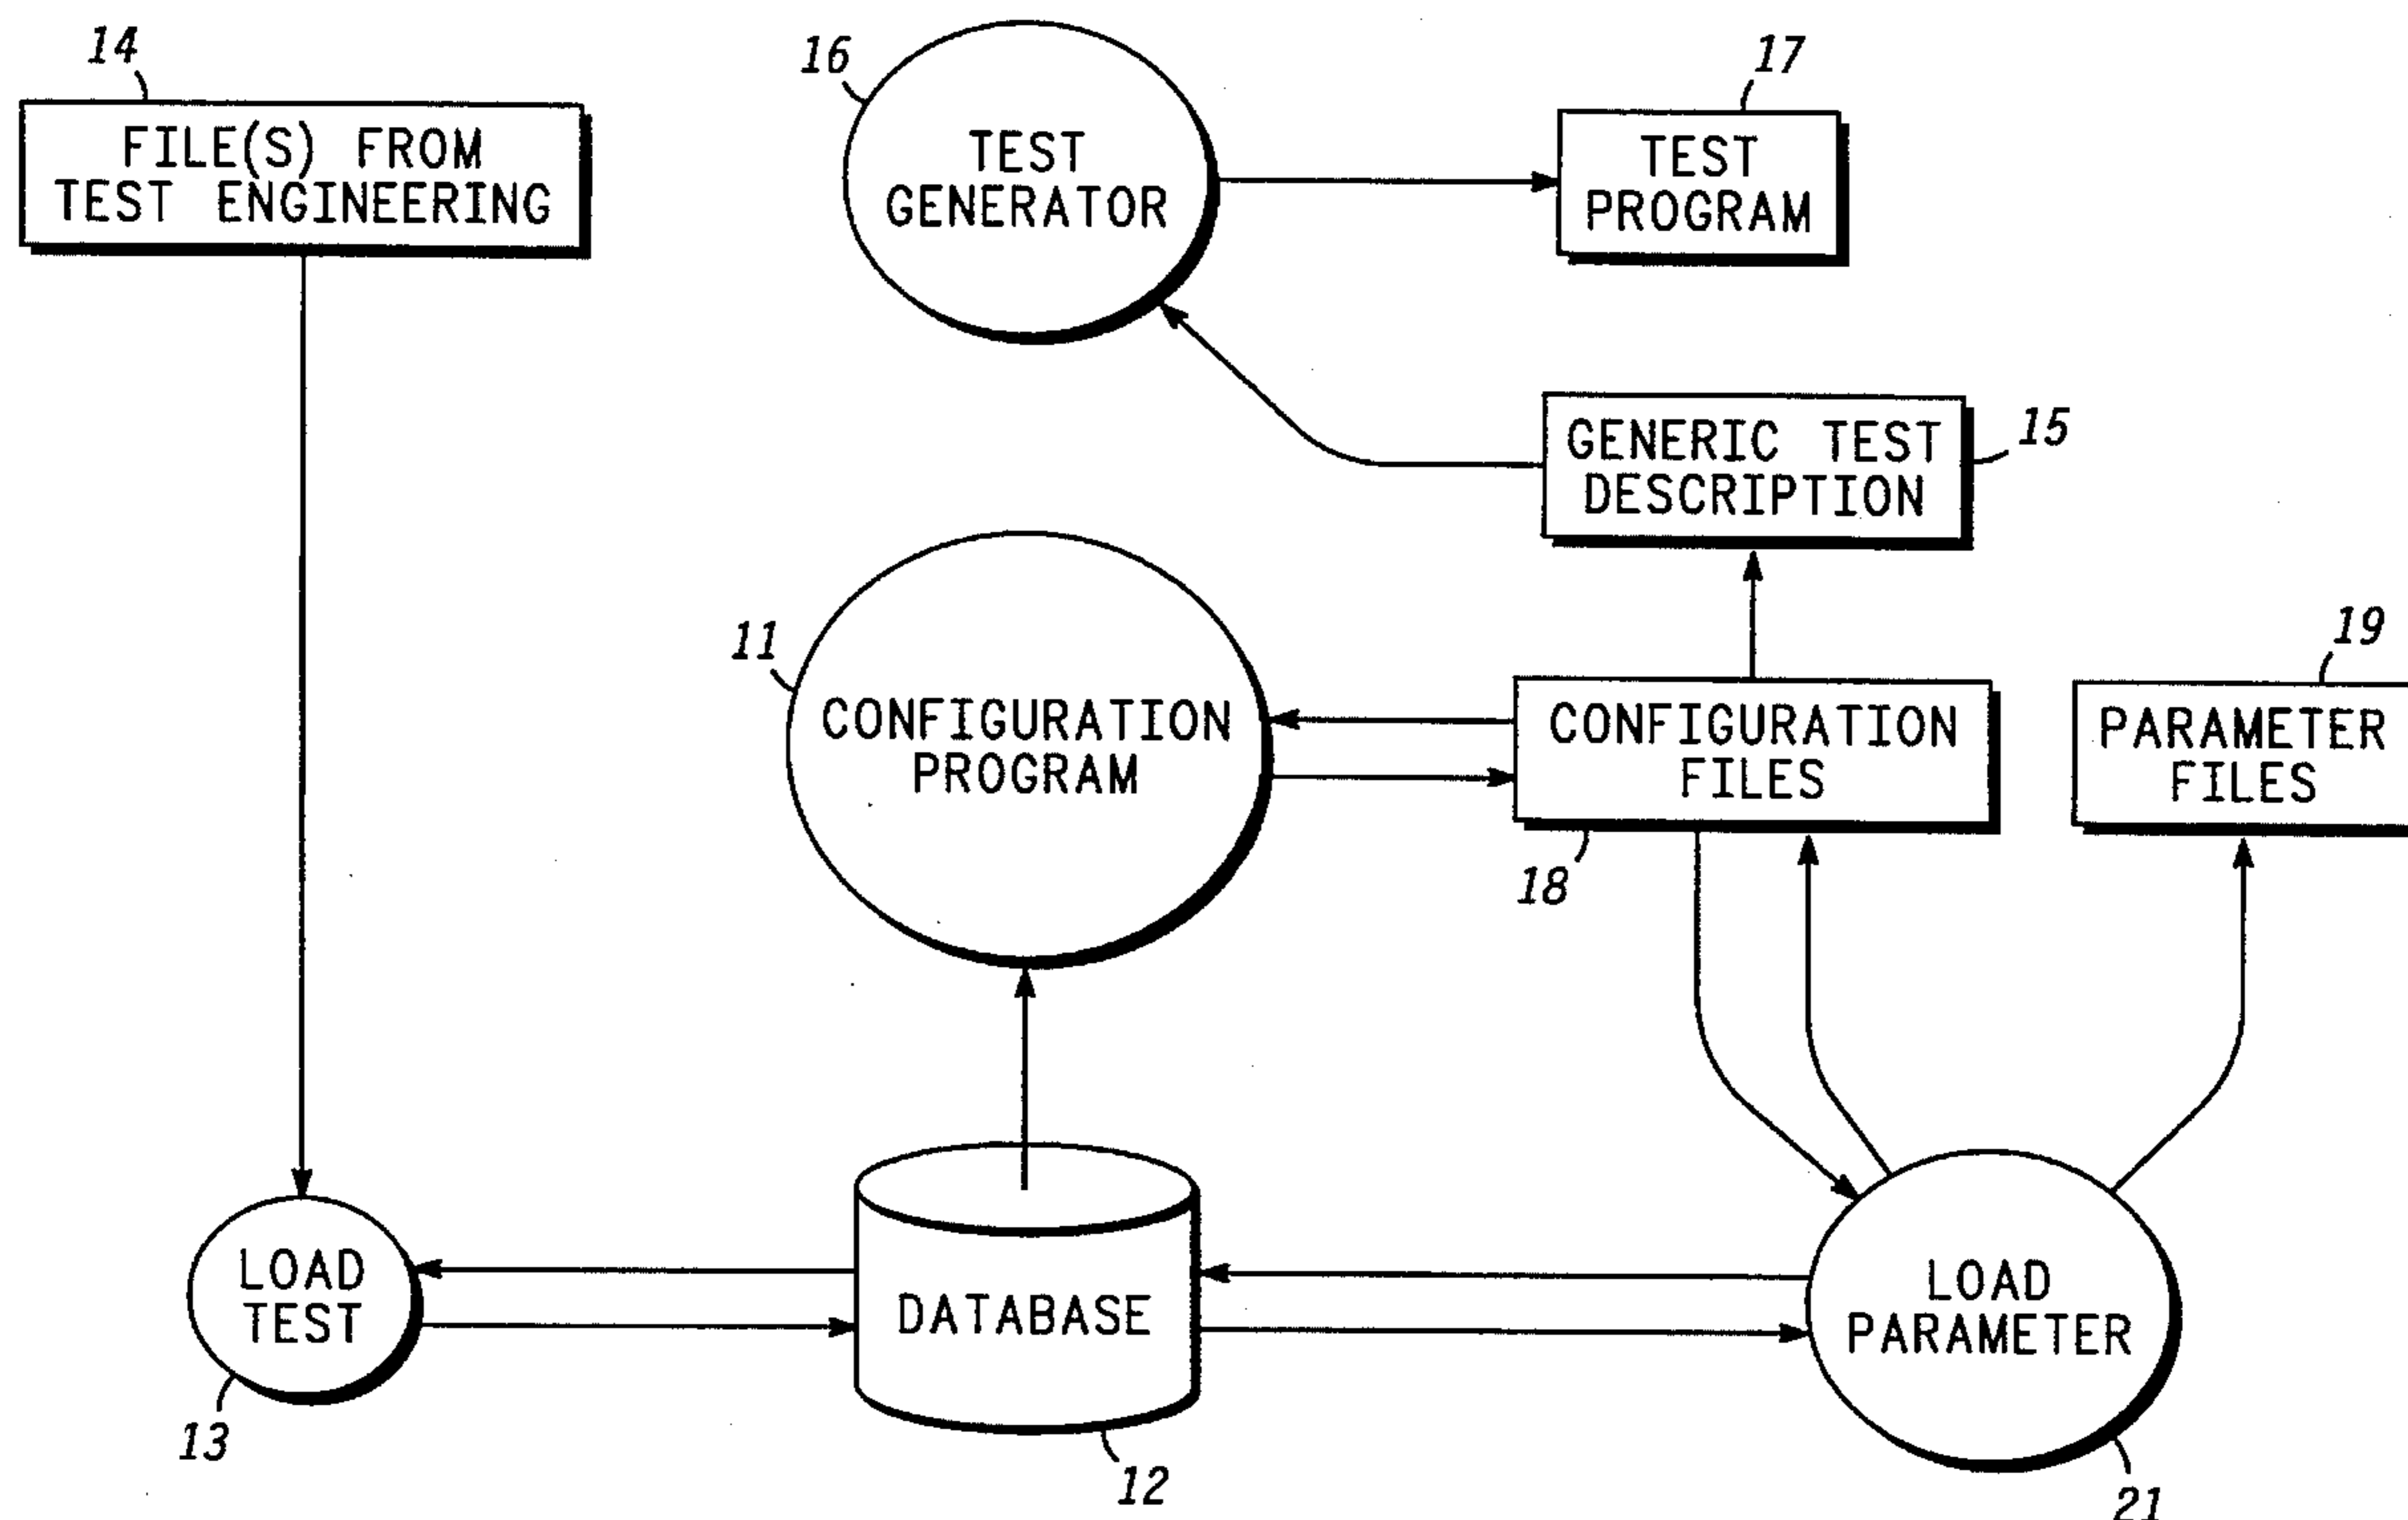 14
FILE(S) FROM
TEST ENGINEERING
16
TEST
GENERATOR
17
TEST
PROGRAM
GENERIC TEST
DESCRIPTION
15
11
CONFIGURATION
PROGRAM
CONFIGURATION
FILES
18
19
PARAMETER
FILES
LOAD
TEST
13
DATABASE
12
LOAD
PARAMETER
21